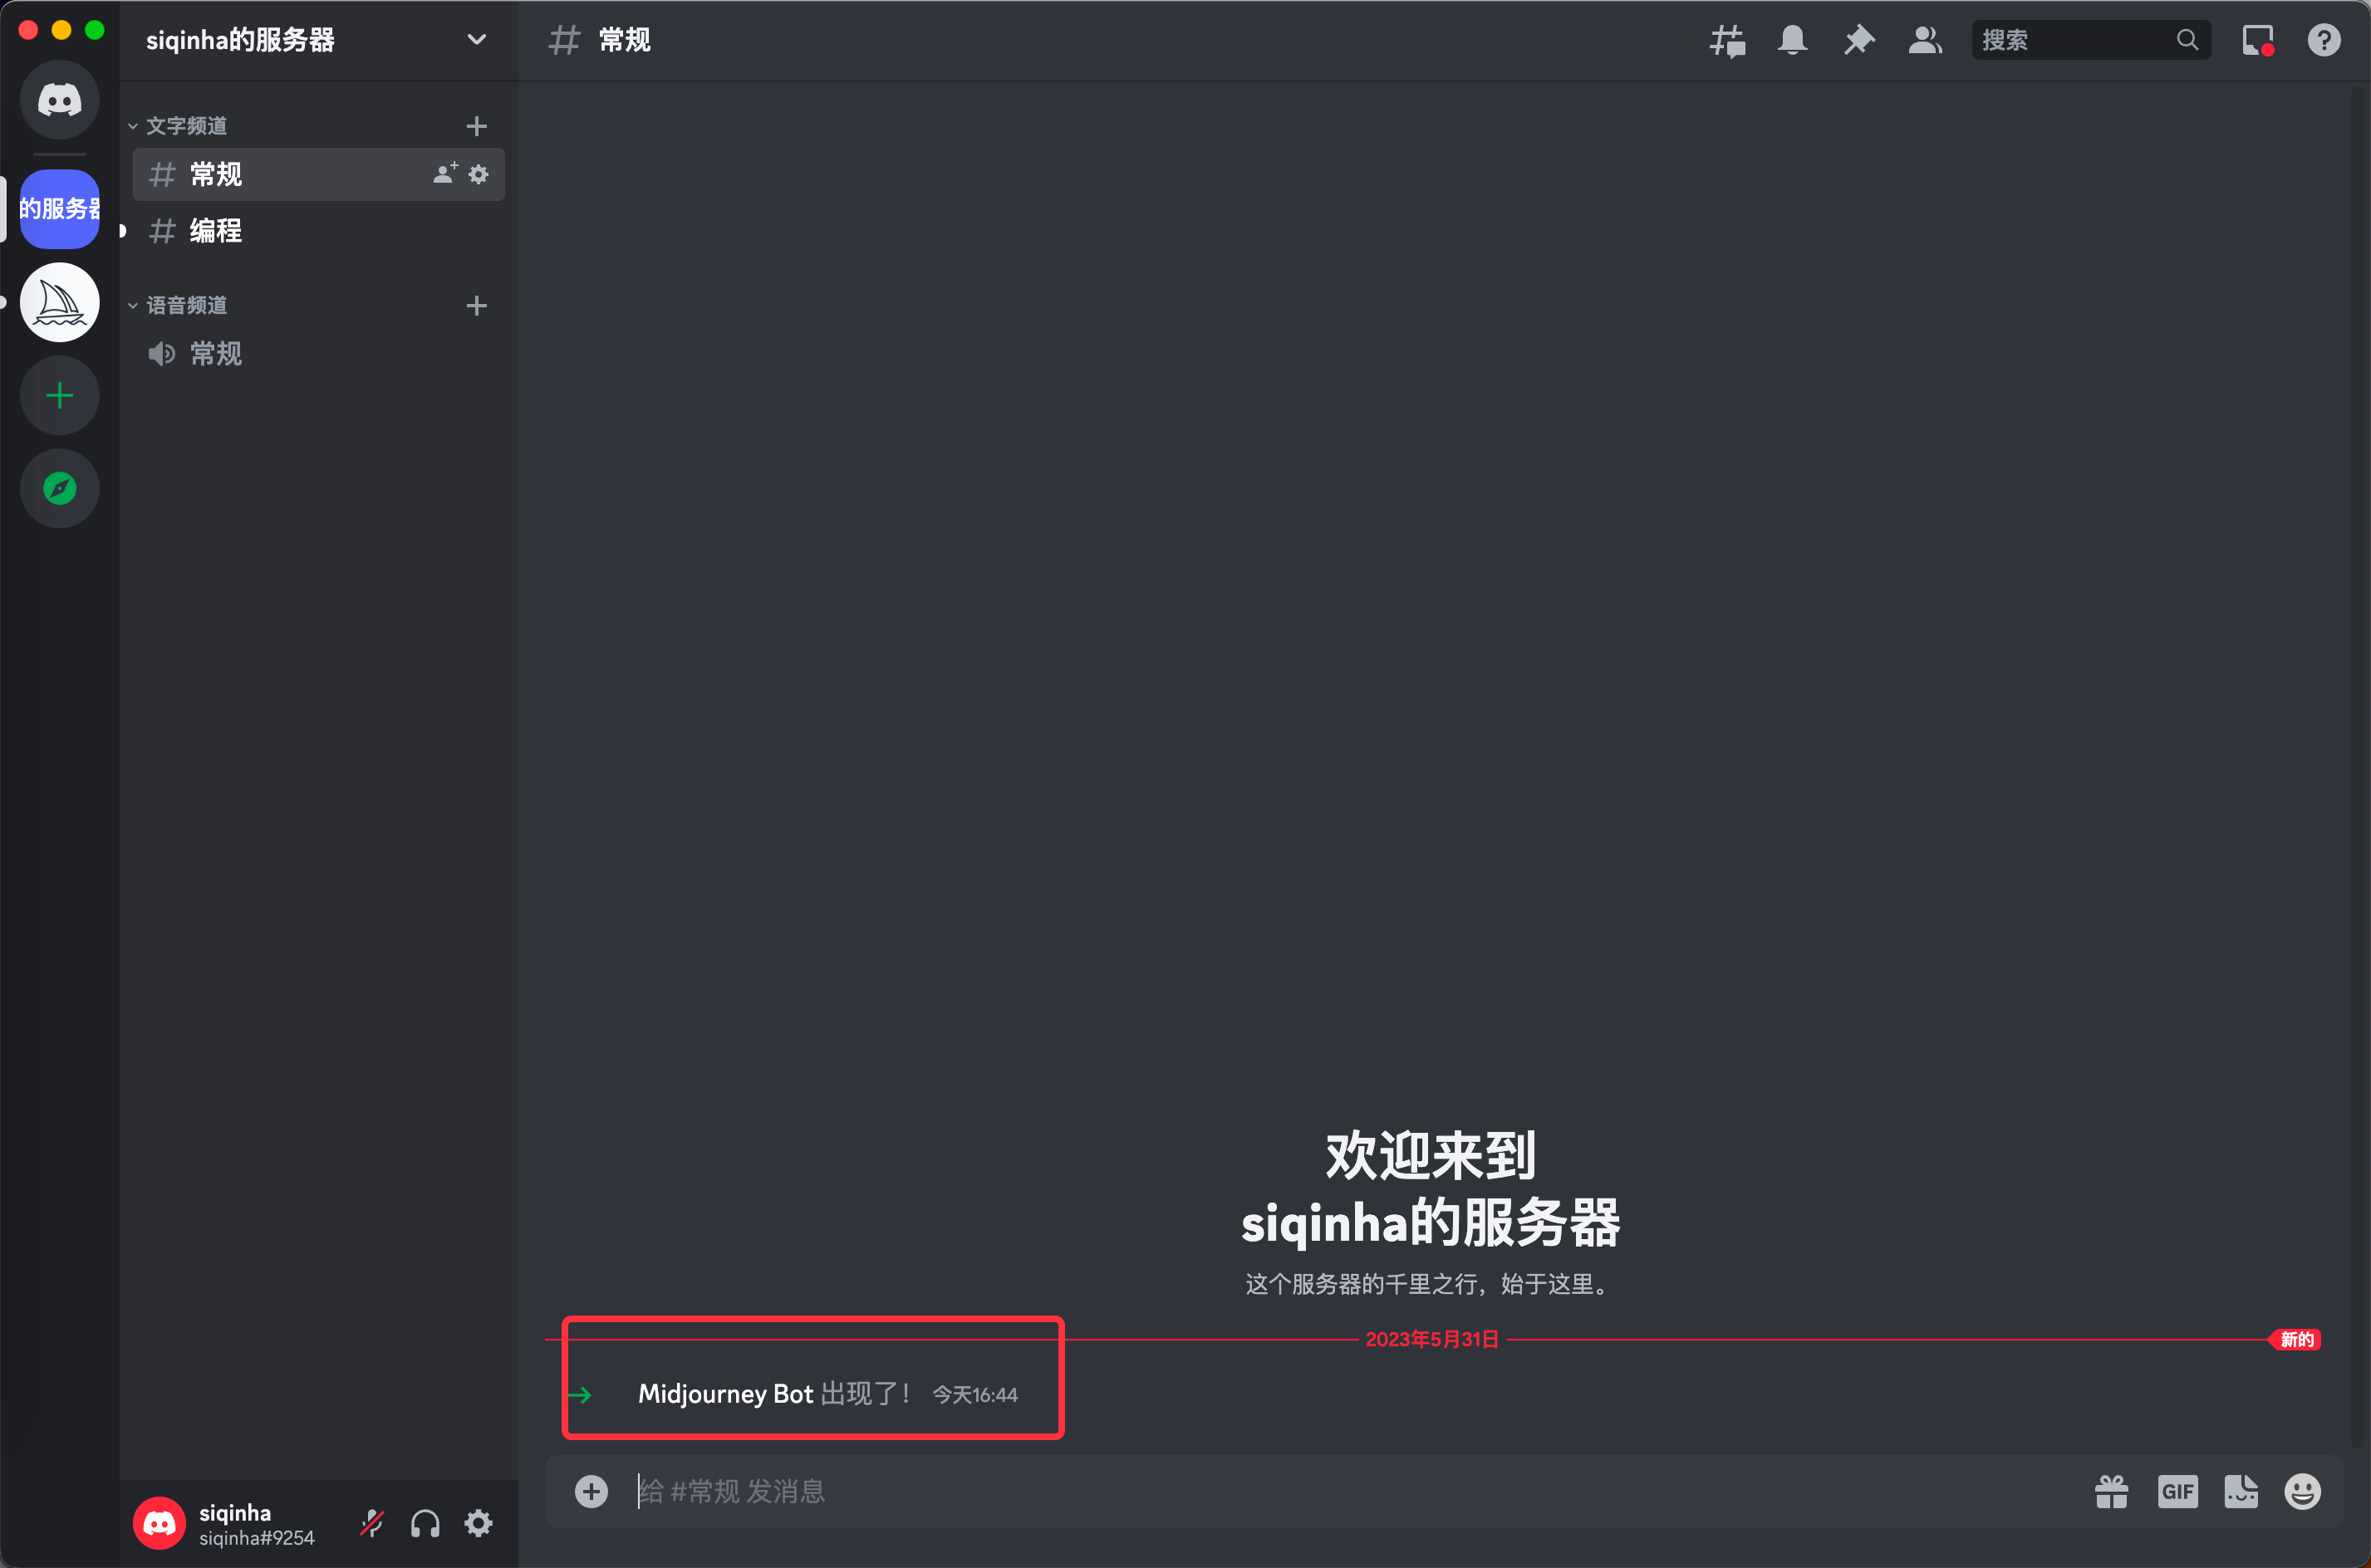 siqinha的服务器
常规
搜索
文字频道
常规
的服务器
编程
语音频道
常规
欢迎来到
siqinha的服务器
这个服务器的千里之行，始于这里。
2023年5月31日
新的
Midjourney Bot 出现了！ 今天16:44
给 #常规 发消息
GIF
siqinha
siqinha#9254